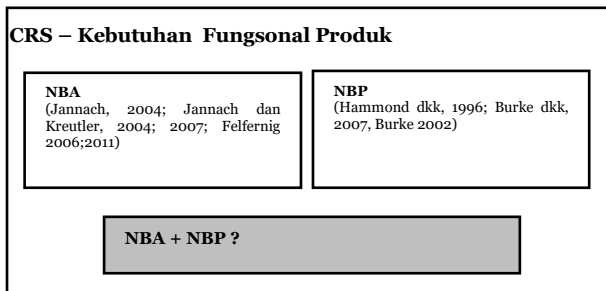 CRS – Kebutuhan Fungsonal Produk
NBA
(Jannach, 2004; Jannach dan
Kreutler, 2004; 2007; Felfernig
2006;2011)
NBP
(Hammond dkk, 1996; Burke dkk,
2007, Burke 2002)
NBA + NBP ?